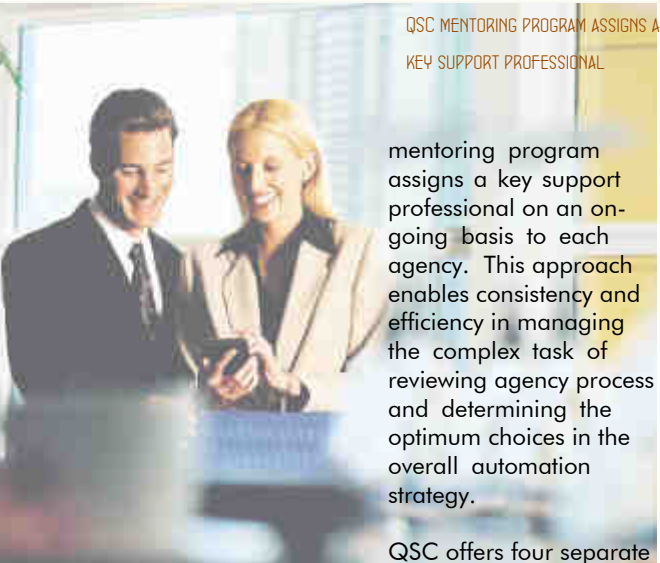 QSC MENTORING PROGRAM ASSIGNS A
KEY SUPPORT PROFESSIONAL
mentoring program
assigns a key support
professional on an on-
going basis to each
agency. This approach
enables consistency and
efficiency in managing
the complex task of
reviewing agency process
and determining the
optimum choices in the
overall automation
strategy.
QSC offers four separate